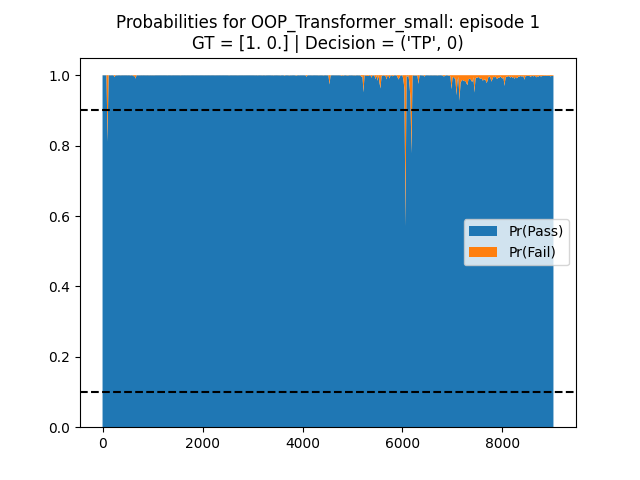 Probabilities for OOP_Transformer_small: episode 1
GT = [1. 0.] | Decision = ('TP', 0)
1.0
0.8
0.6
0.4
0.2
0.0
Pr(Pass)
Pr(Fail)
0
2000
4000
6000
8000